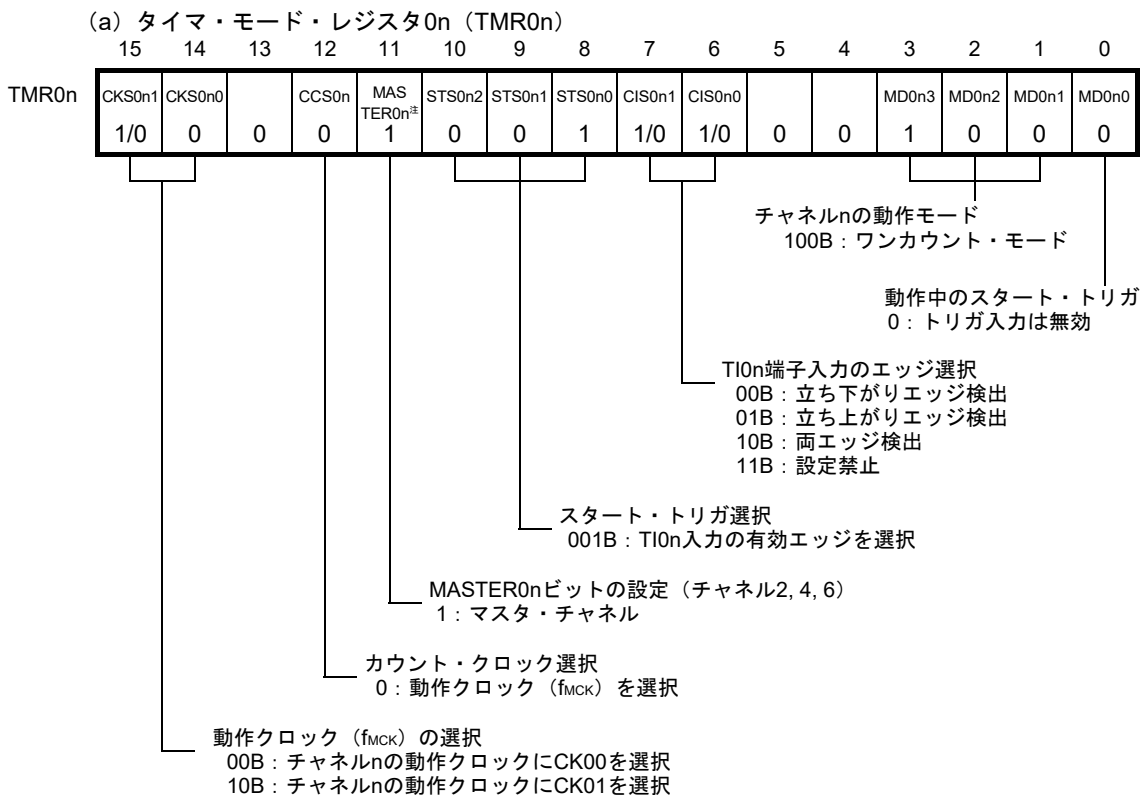 (a) タイマ・モード・レジスタ0n (TMR0n)
15 14 13 12 11 10 9 8 7 6 5 4 3 2 1 0
TMR0n CKS0n1 CKS0n0 CCS0n MAS TER0n注 STS0n2 STS0n1 STS0n0 CIS0n1 CIS0n0 MD0n3 MD0n2 MD0n1 MD0n0
1/0 0 0 0 1 0 0 1 1/0 1/0 0 0 1 0 0 0
チャネルnの動作モード
100B:ワンカウント・モード
動作中のスタート・トリガ
0:トリガ入力は無効
TI0n端子入力のエッジ選択
00B:立ち下がりエッジ検出
01B:立ち上がりエッジ検出
10B:両エッジ検出
11B:設定禁止
スタート・トリガ選択
001B:TI0n入力の有効エッジを選択
MASTER0nビットの設定(チャネル2, 4, 6)
1:マスタ・チャネル
カウント・クロック選択
0:動作クロック(fMCK)を選択
動作クロック(fMCK)の選択
00B:チャネルnの動作クロックにCK00を選択
10B:チャネルnの動作クロックにCK01を選択